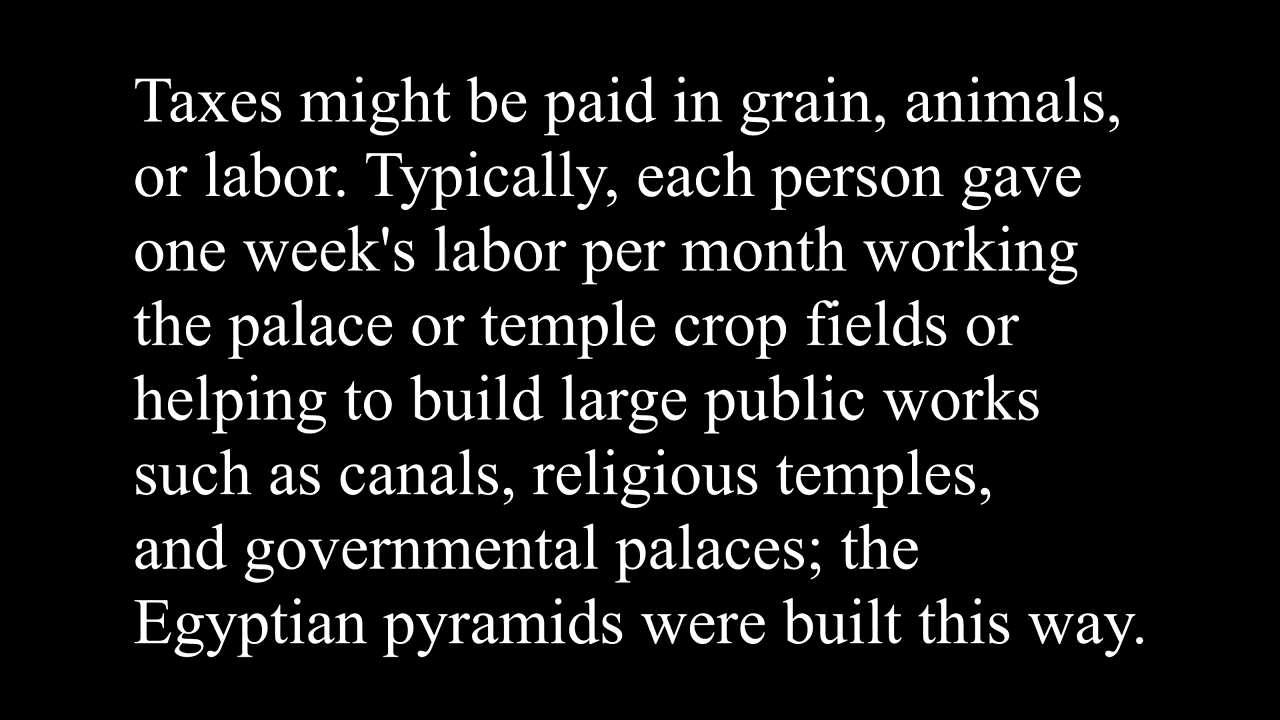 Taxes might be paid in grain, animals,
or labor. Typically, each person gave
one week's labor per month working
the palace or temple crop fields or
helping to build large public works
such as canals, religious temples,
and governmental palaces; the
Egyptian pyramids were built this way.